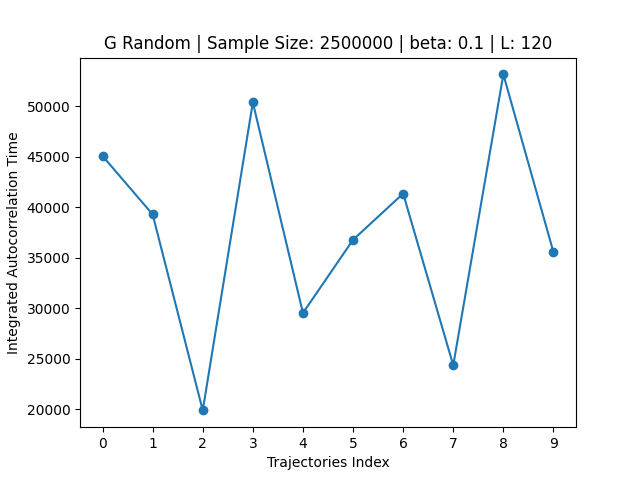 G Random | Sample Size: 2500000 | beta: 0.1 | L: 120
Integrated Autocorrelation Time
50000
45000
40000
35000
30000
25000
20000
0 1 2 3 4 5 6 7 8 9
Trajectories Index